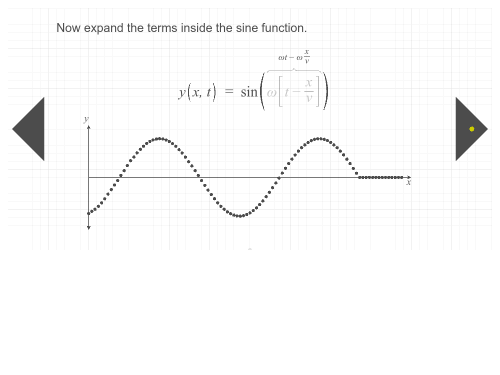 Now expand the terms inside the sine function.
ωt − ω x/v
y(x, t) = sin(ω[t − x/v])
y
x